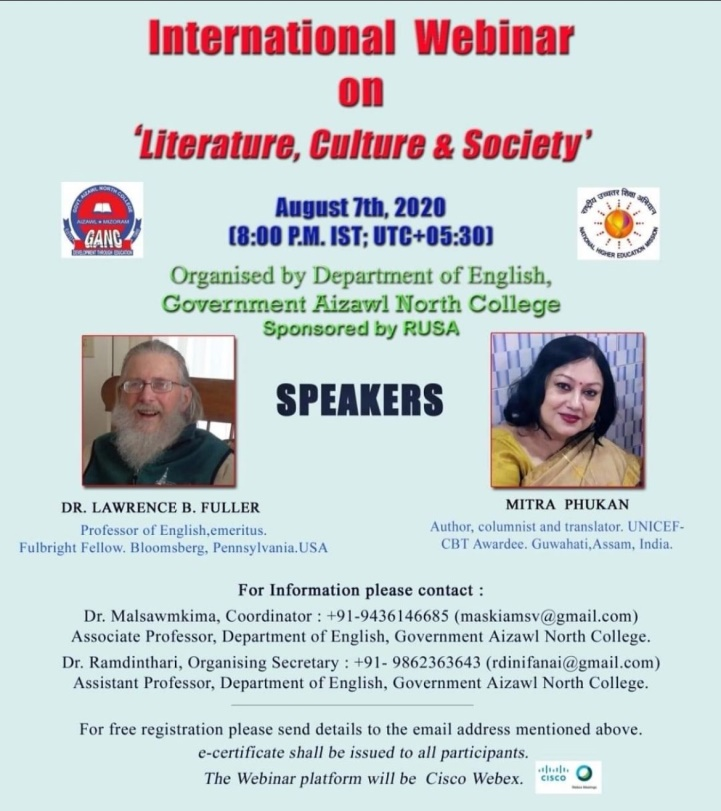 International Webinar
on
‘Literature, Culture & Society’
GOVT. AIZAWL NORTH COLLEGE
AIZAWL MIZORAM
GANC
DEVELOPMENT THROUGH EDUCATION
August 7th, 2020
(8:00 P.M. IST; UTC+05:30)
राष्ट्रीय उच्चतर शिक्षा अभियान
NATIONAL HIGHER EDUCATION MISSION
Organised by Department of English,
Government Aizawl North College
Sponsored by RUSA
SPEAKERS
DR. LAWRENCE B. FULLER
Professor of English,emeritus.
Fulbright Fellow. Bloomsberg, Pennsylvania.USA
MITRA PHUKAN
Author, columnist and translator. UNICEF-
CBT Awardee. Guwahati,Assam, India.
For Information please contact :
Dr. Malsawmkima, Coordinator : +91-9436146685 (maskiamsv@gmail.com)
Associate Professor, Department of English, Government Aizawl North College.
Dr. Ramdinthari, Organising Secretary : +91- 9862363643 (rdinifanai@gmail.com)
Assistant Professor, Department of English, Government Aizawl North College.
For free registration please send details to the email address mentioned above.
e-certificate shall be issued to all participants.
The Webinar platform will be Cisco Webex.
CISCO
Webex Meetings